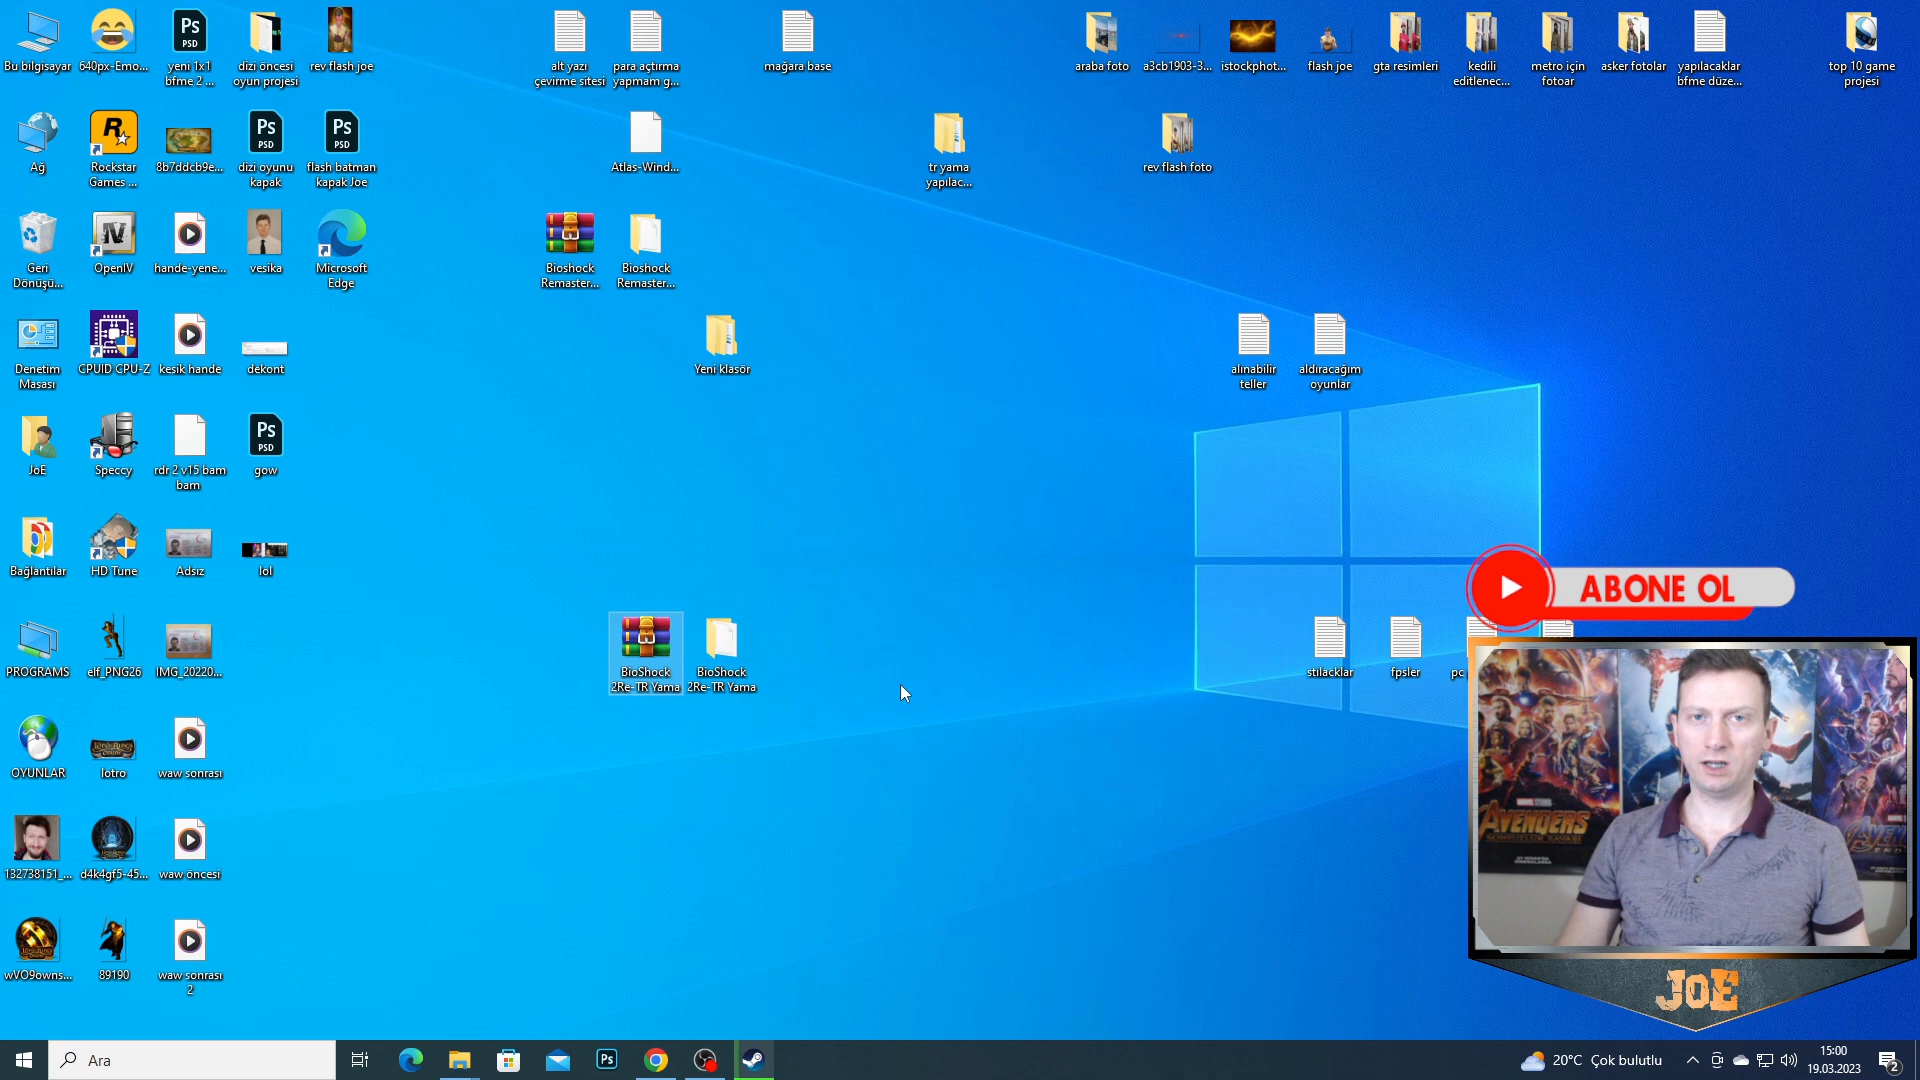 Bu bilgisayar
640px-Emo...
yeni 1x1
bfme 2 ...
dizi öncesi
oyun projesi
rev flash joe
alt yazı
çevirme sitesi
para açtırma
yapmam g...
mağara base
araba foto
a3cb1903-3...
istockphot...
flash joe
gta resimleri
kedili
editlenec...
metro için
fotoar
asker fotolar
yapılacaklar
bfme düze...
top 10 game
projesi
Ağ
Rockstar
Games ...
8b7ddcb9e...
dizi oyunu
kapak
flash batman
kapak Joe
Atlas-Wind...
tr yama
yapılac...
rev flash foto
Geri
Dönüşü...
OpenIV
hande-yene...
vesika
Microsoft
Edge
Bioshock
Remaster...
Bioshock
Remaster...
Denetim
Masası
CPUID CPU-Z
kesik hande
dekont
Yeni klasör
alınabilir
teller
aldıracağım
oyunlar
JoE
Speccy
rdr 2 v15 bam
bam
gow
Bağlantılar
HD Tune
Adsız
lol
ABONE OL
PROGRAMS
elf_PNG26
IMG_20220...
BioShock
2Re-TR Yama
BioShock
2Re-TR Yama
stilacklar
fpsler
pc
OYUNLAR
lotro
waw sonrası
AVENGERS
132738151_...
d4k4gf5-45...
waw öncesi
wVO9owns...
89190
waw sonrası
2
JOE
Ara
20°C Çok bulutlu
15:00
19.03.2023
2
Ps
PSD
Ps
PSD
Ps
PSD
Ps
PSD
Ps